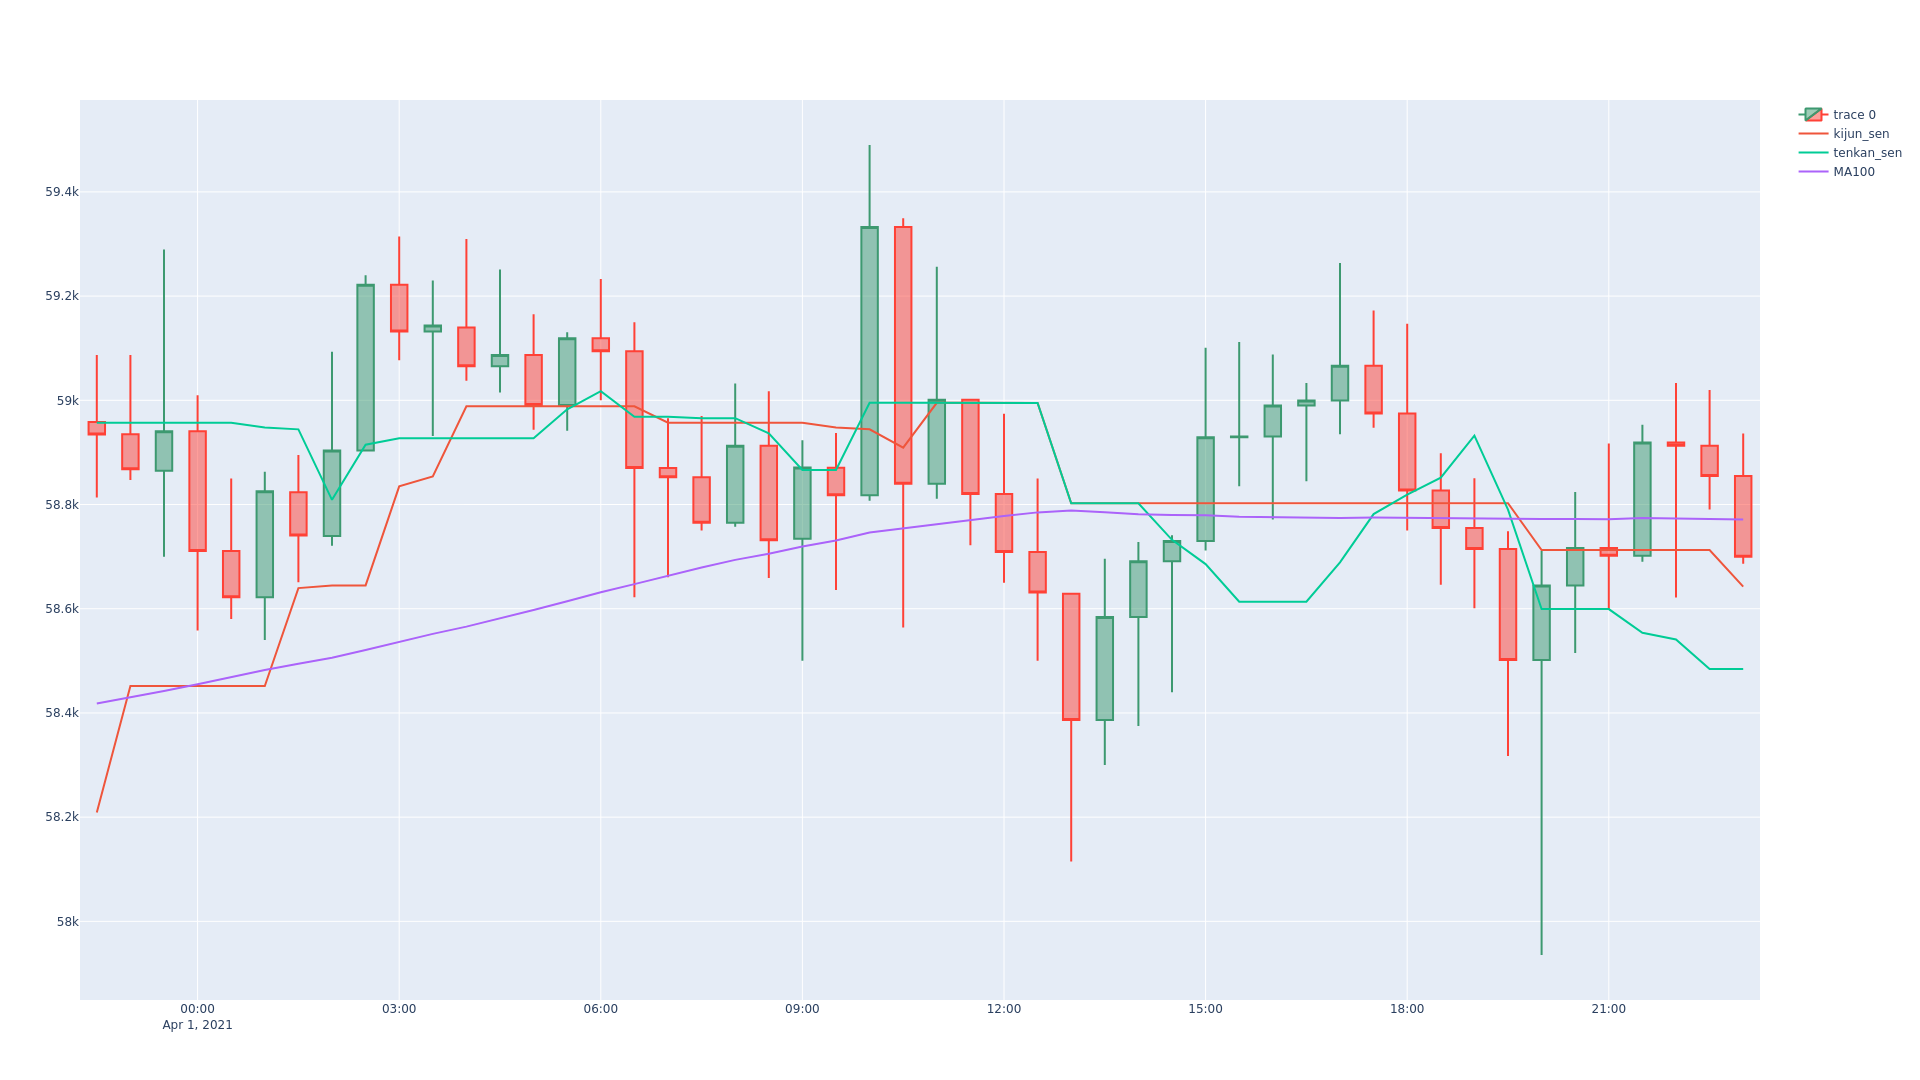 trace 0
kijun_sen
tenkan_sen
MA100
59.4k
59.2k
59k
58.8k
58.6k
58.4k
58.2k
58k
00:00 03:00 06:00 09:00 12:00 15:00 18:00 21:00
Apr 1, 2021